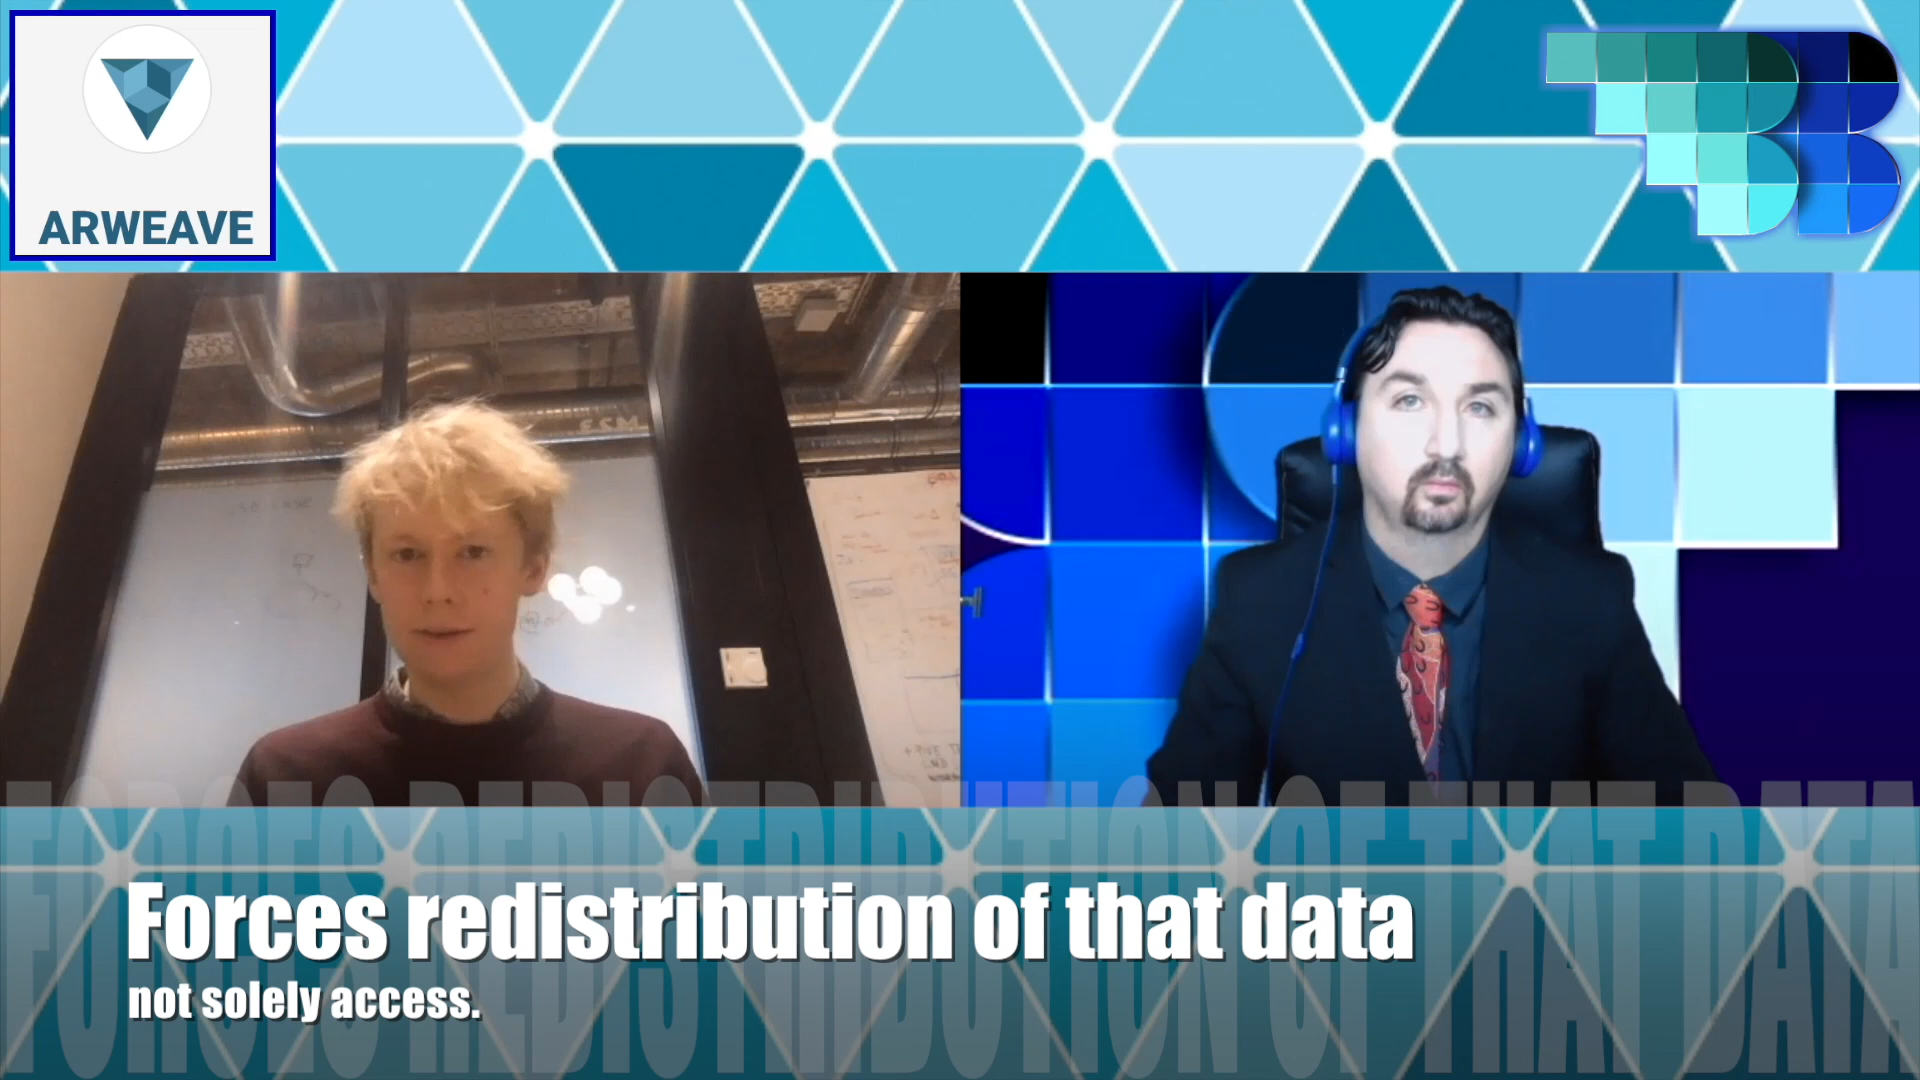 ARWEAVE
FORCES REDISTRIBUTION OF THAT DATA
Forces redistribution of that data
not solely access.